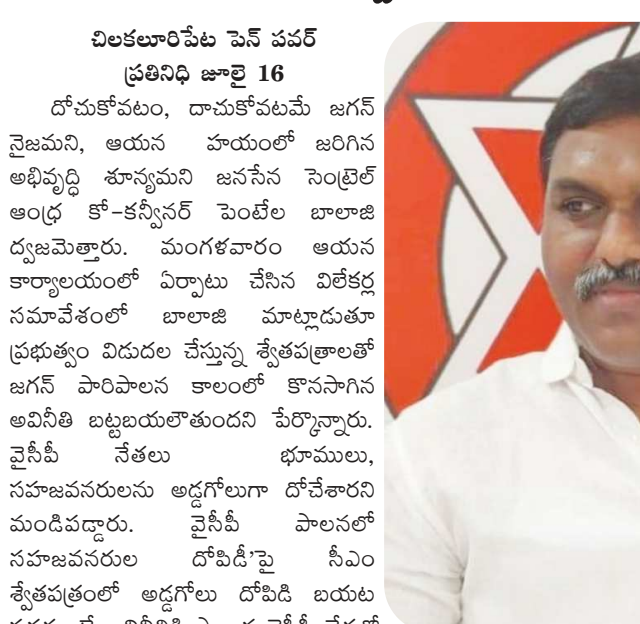 చిలకలూరిపేట పెన్ పవర్
ప్రతినిధి జూలై 16
దోచుకోవటం, దాచుకోవటమే జగన్
నైజమని, ఆయన హయంలో జరిగిన
అభివృద్ధి శూన్యమని జనసేన సెంట్రెల్
ఆంధ్ర కో-కన్వీనర్ పెంటేల బాలాజి
ధ్వజమెత్తారు. మంగళవారం ఆయన
కార్యాలయంలో ఏర్పాటు చేసిన విలేకర్ల
సమావేశంలో బాలాజి మాట్లాడుతూ
ప్రభుత్వం విడుదల చేస్తున్న శ్వేతపత్రాలతో
జగన్ పారిపాలన కాలంలో కొనసాగిన
అవినీతి బట్టబయలౌతుందని పేర్కొన్నారు.
వైసీపీ నేతలు భూములు,
సహజవనరులను అడ్డగోలుగా దోచేశారని
మండిపడ్డారు. వైసీపీ పాలనలో
సహజవనరుల దోపిడీ'పై సీఎం
శ్వేతపత్రంలో అడ్డగోలు దోపిడి బయట